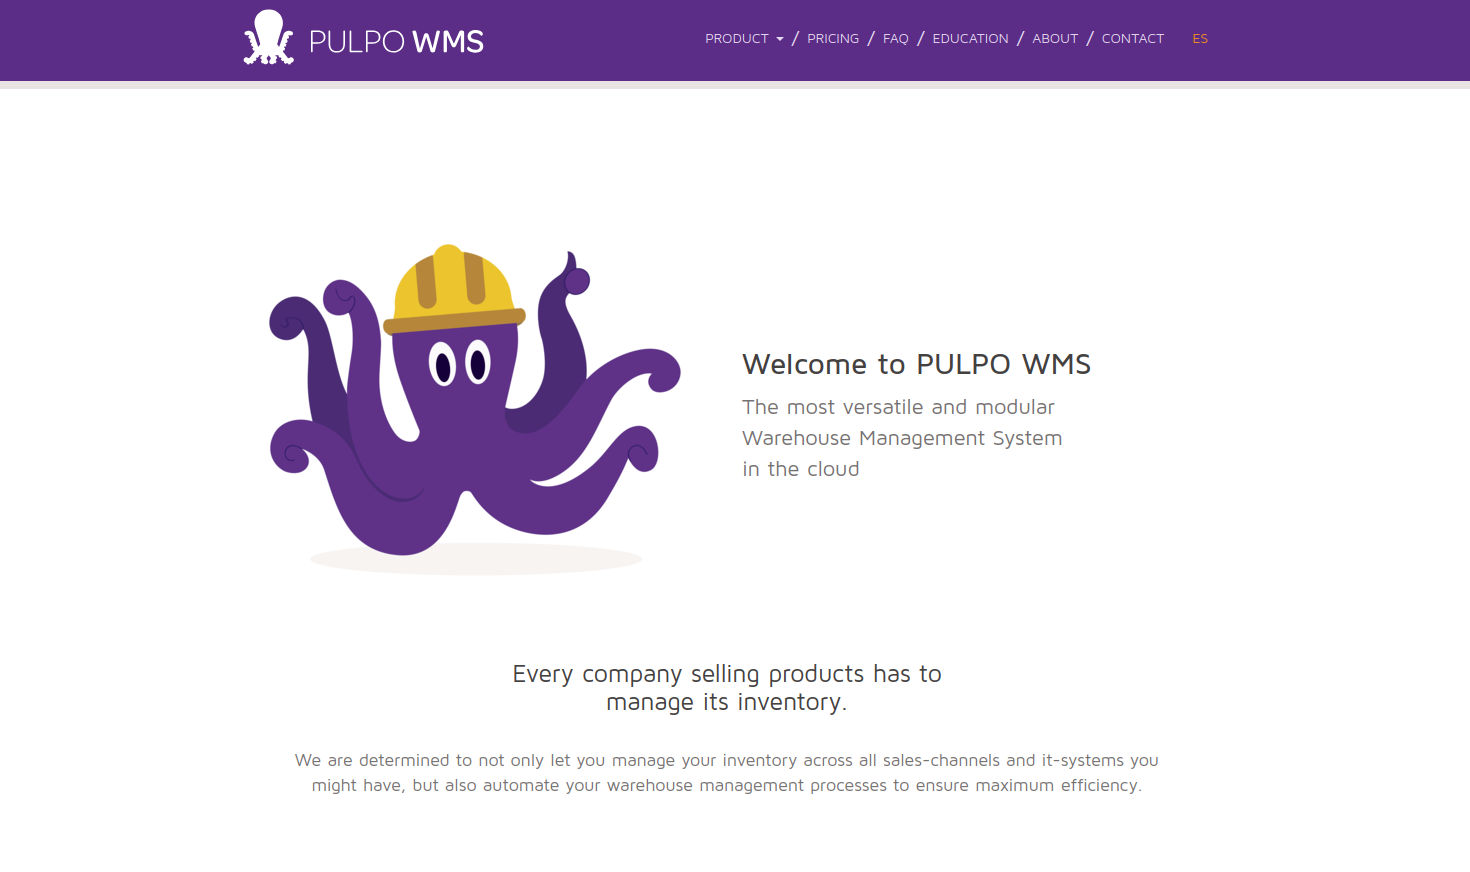 PULPO WMS
PRODUCT / PRICING / FAQ / EDUCATION / ABOUT / CONTACT ES
Welcome to PULPO WMS
The most versatile and modular
Warehouse Management System
in the cloud
Every company selling products has to
manage its inventory.
We are determined to not only let you manage your inventory across all sales-channels and it-systems you
might have, but also automate your warehouse management processes to ensure maximum efficiency.